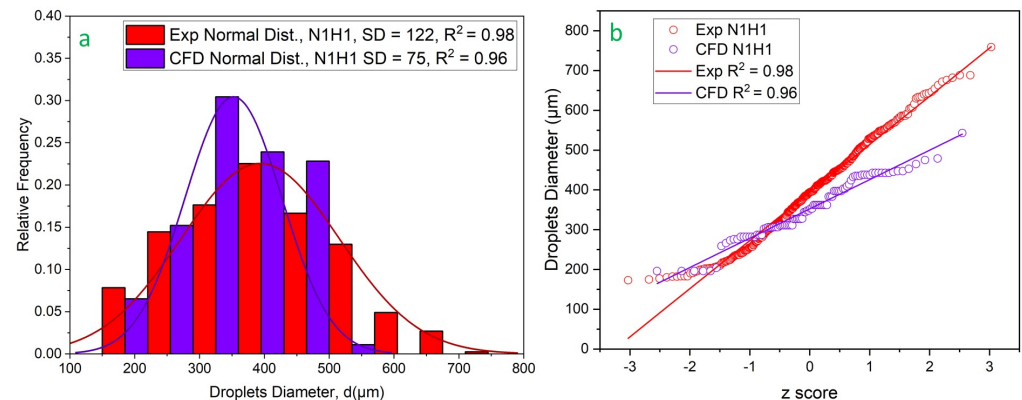 a
Exp Normal Dist., N1H1, SD = 122, R² = 0.98
CFD Normal Dist., N1H1 SD = 75, R² = 0.96
Relative Frequency
0.40
0.35
0.30
0.25
0.20
0.15
0.10
0.05
0.00
100 200 300 400 500 600 700 800
Droplets Diameter, d(μm)
b
Exp N1H1
CFD N1H1
Exp R² = 0.98
CFD R² = 0.96
Droplets Diameter (μm)
800
700
600
500
400
300
200
100
0
-3 -2 -1 0 1 2 3
z score